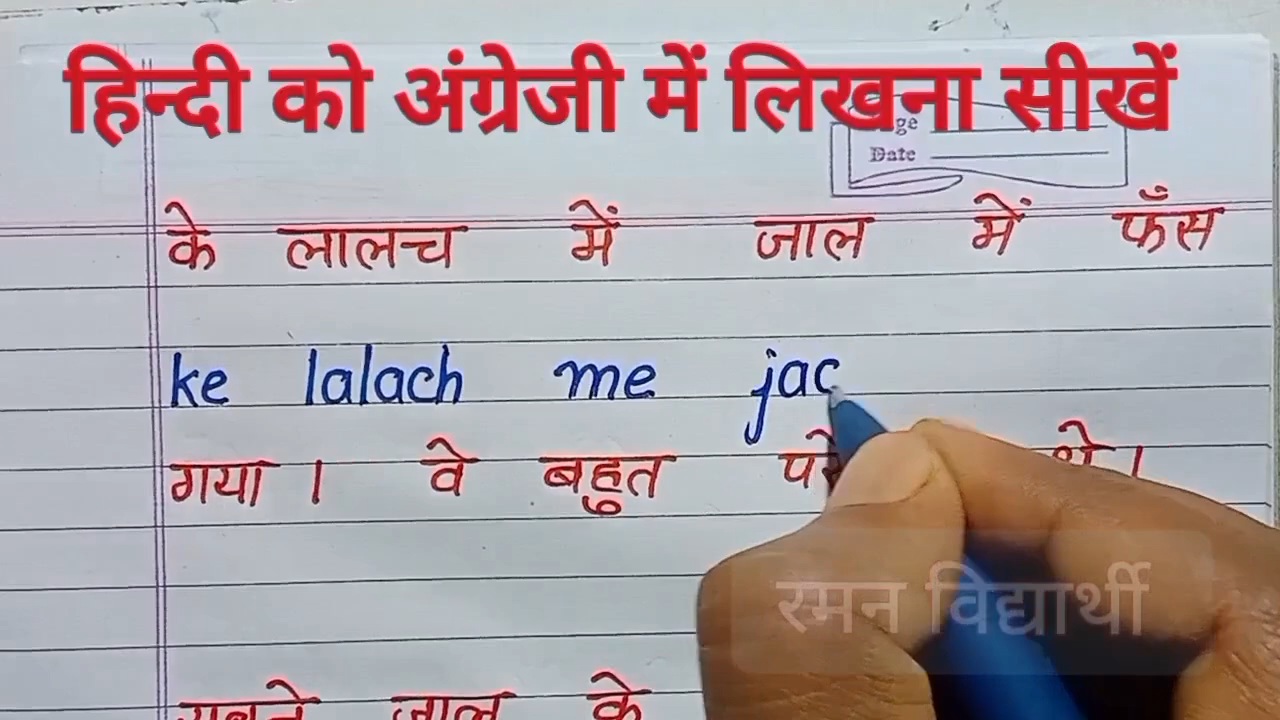 हिन्दी को अंग्रेजी में लिखना सीखें
Date
के लालच में जाल में फँस
ke lalach me jac
गया । वे बहुत थे।
रमन विद्यार्थी
जाल के